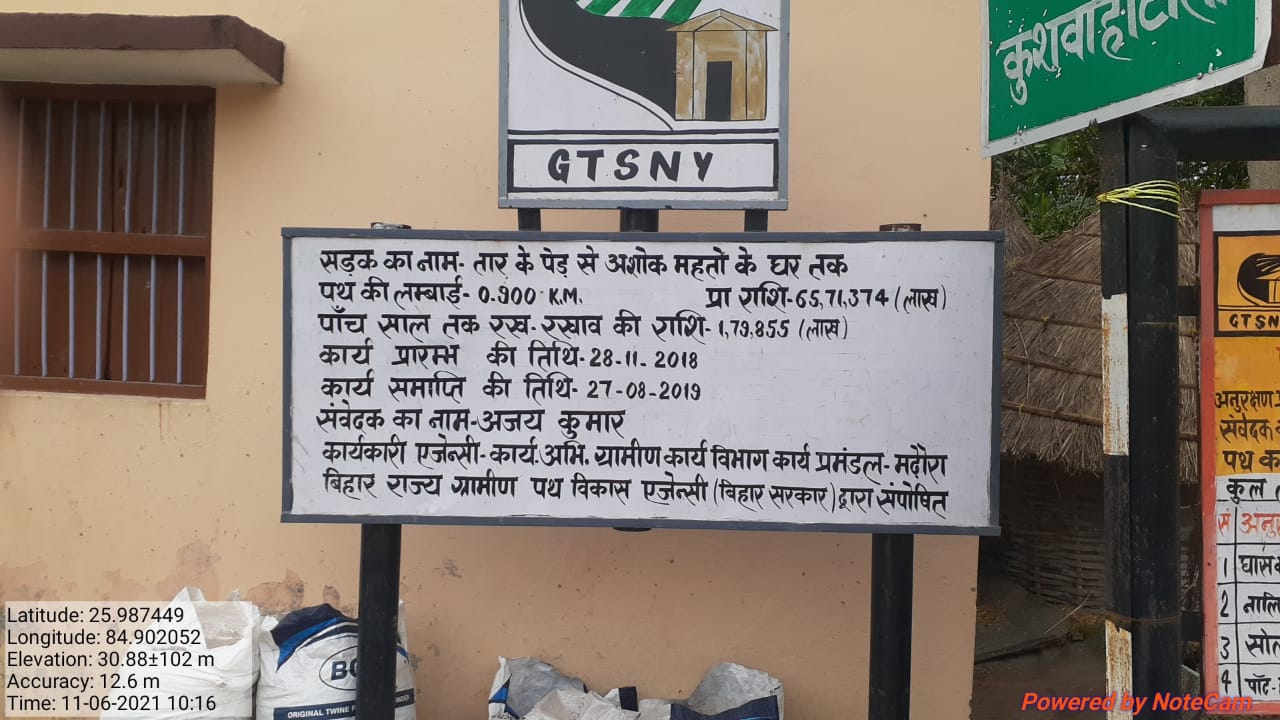 GTSNY
सड़क का नाम- तार के पेड़ से अशोक महतों के घर तक
पथ की लम्बाई- 0.900 K.M. प्रा राशि-65,71,374 (लाख)
पाँच साल तक रख-रखाव की राशि- 1,79,855 (लाख)
कार्य प्रारम्भ की तिथि- 28-11-2018
कार्य समाप्ति की तिथि- 27-08-2019
संवेदक का नाम-अजय कुमार
कार्यकारी एजेन्सी- कार्य.अभि. ग्रामीण कार्य विभाग कार्य प्रमंडल- मढ़ौरा
बिहार राज्य ग्रामीण पथ विकास एजेन्सी (बिहार सरकार) द्वारा संपोषित
GTSN
अनुरक्षण
संवेदक
पथ
कुल
1
2
3
4
ORIGINAL TWINE
Latitude: 25.987449
Longitude: 84.902052
Elevation: 30.88±102 m
Accuracy: 12.6 m
Time: 11-06-2021 10:16
Powered by NoteCam